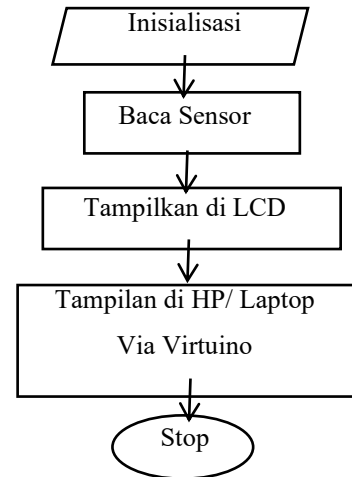 Inisialisasi
Baca Sensor
Tampilkan di LCD
Tampilan di HP/ Laptop
Via Virtuino
Stop